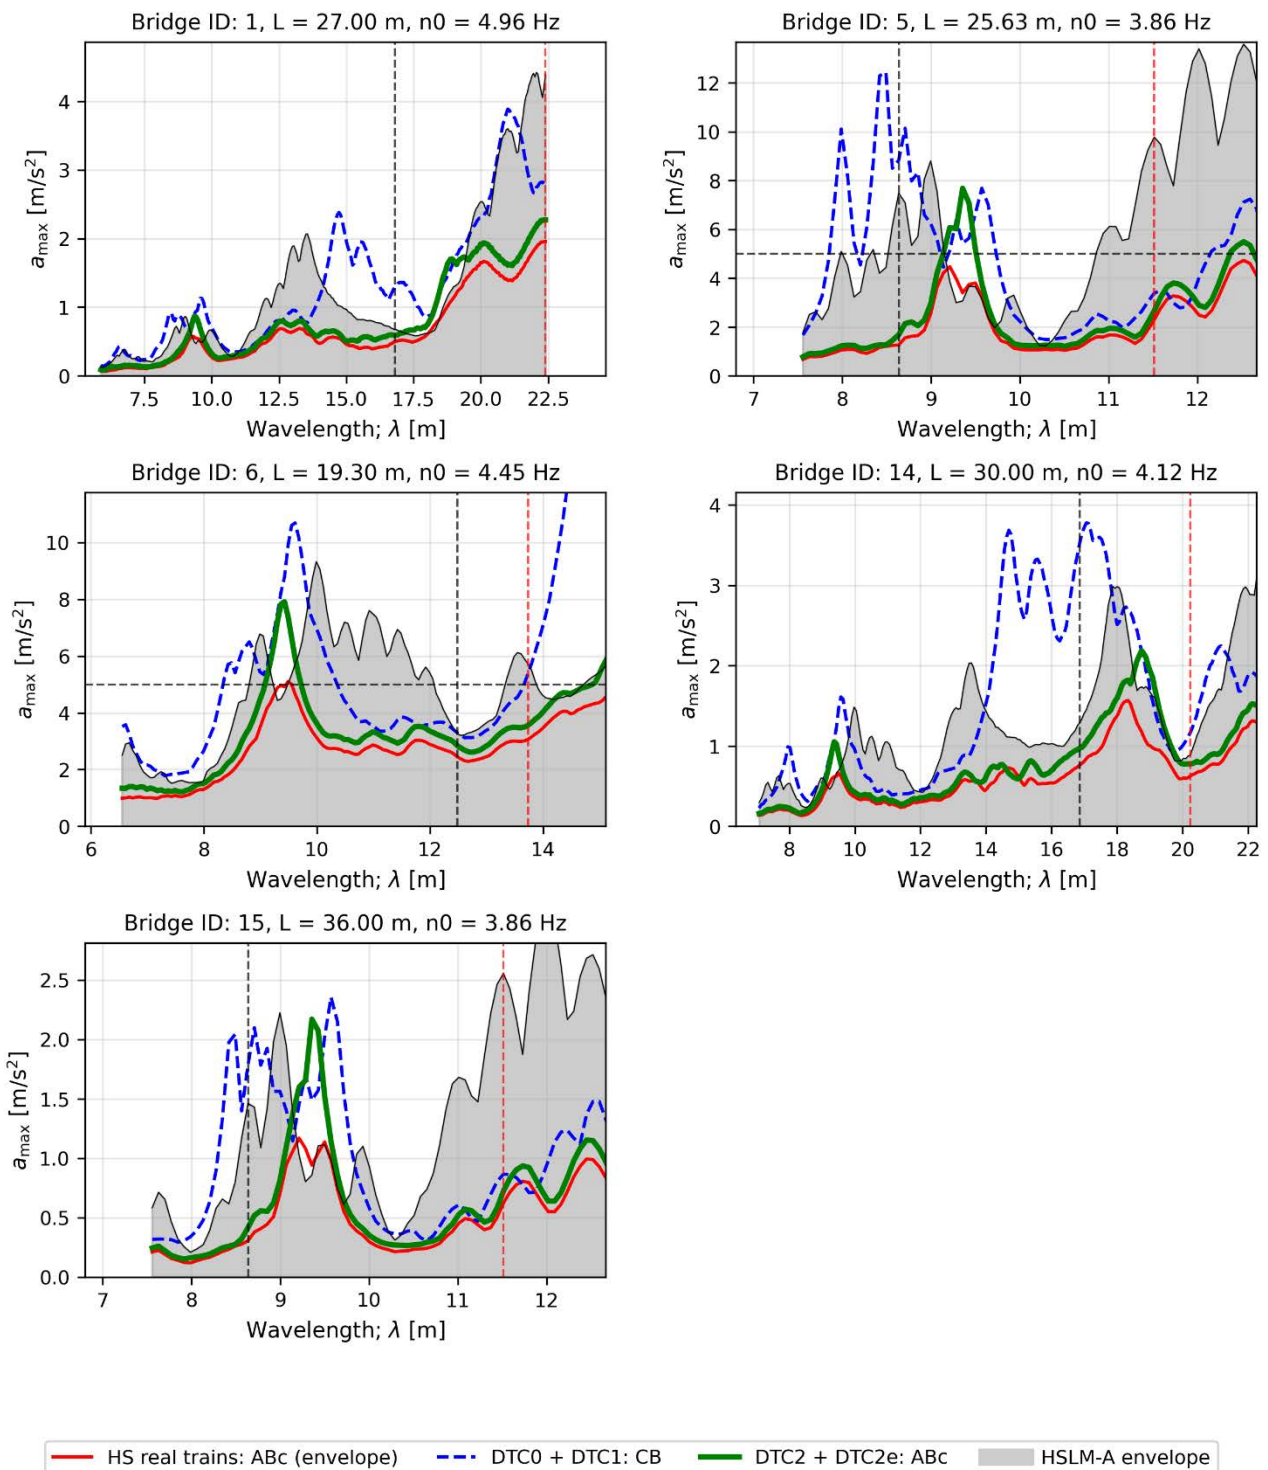 Bridge ID: 1, L = 27.00 m, n0 = 4.96 Hz
a_max [m/s²]
4
3
2
1
0
7.5 10.0 12.5 15.0 17.5 20.0 22.5
Wavelength; λ [m]
Bridge ID: 5, L = 25.63 m, n0 = 3.86 Hz
a_max [m/s²]
12
10
8
6
4
2
0
7 8 9 10 11 12
Wavelength; λ [m]
Bridge ID: 6, L = 19.30 m, n0 = 4.45 Hz
a_max [m/s²]
10
8
6
4
2
0
6 8 10 12 14
Wavelength; λ [m]
Bridge ID: 14, L = 30.00 m, n0 = 4.12 Hz
a_max [m/s²]
4
3
2
1
0
8 10 12 14 16 18 20 22
Wavelength; λ [m]
Bridge ID: 15, L = 36.00 m, n0 = 3.86 Hz
a_max [m/s²]
2.5
2.0
1.5
1.0
0.5
0.0
7 8 9 10 11 12
Wavelength; λ [m]
HS real trains: ABc (envelope) DTC0 + DTC1: CB DTC2 + DTC2e: ABc HSLM-A envelope